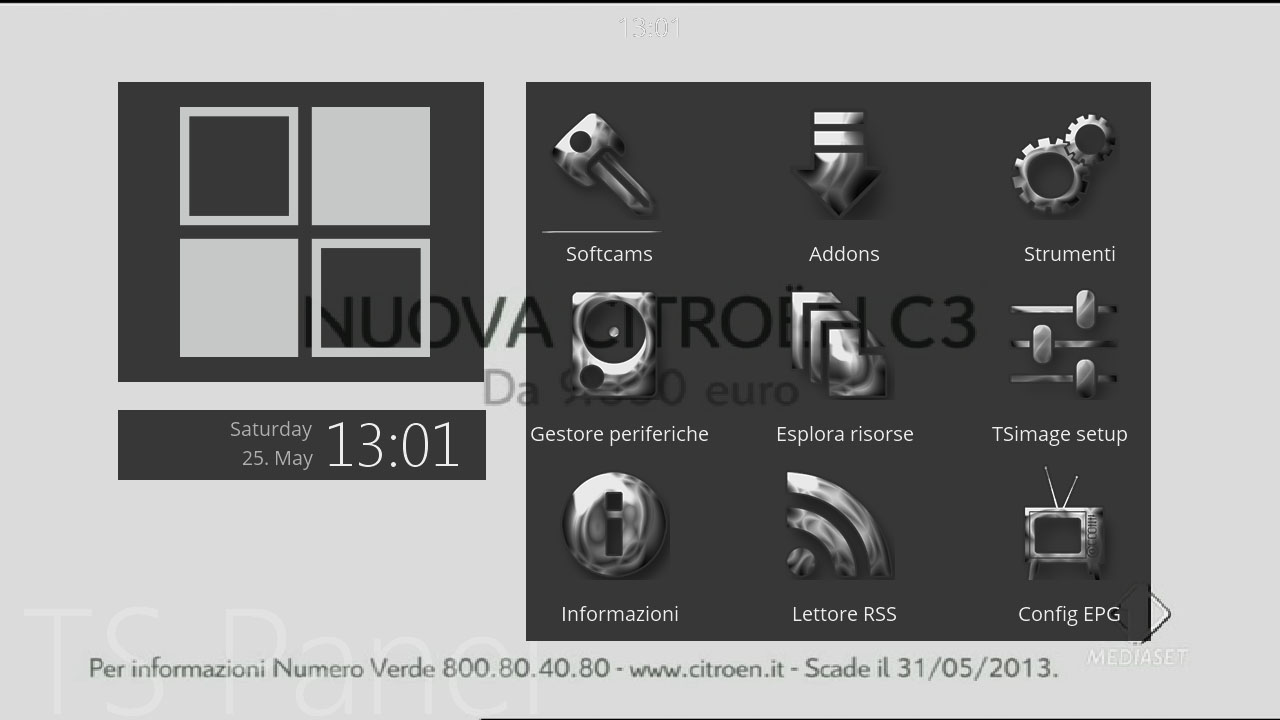 13:01
Softcams
Addons
Strumenti
NUOVA CITROËN C3
Da 9.650 euro
Gestore periferiche
Esplora risorse
TSimage setup
Saturday
25. May
13:01
Informazioni
Lettore RSS
Config EPG
TS Panel
Per informazioni Numero Verde 800.80.40.80 - www.citroen.it - Scade il 31/05/2013.
MEDIASET